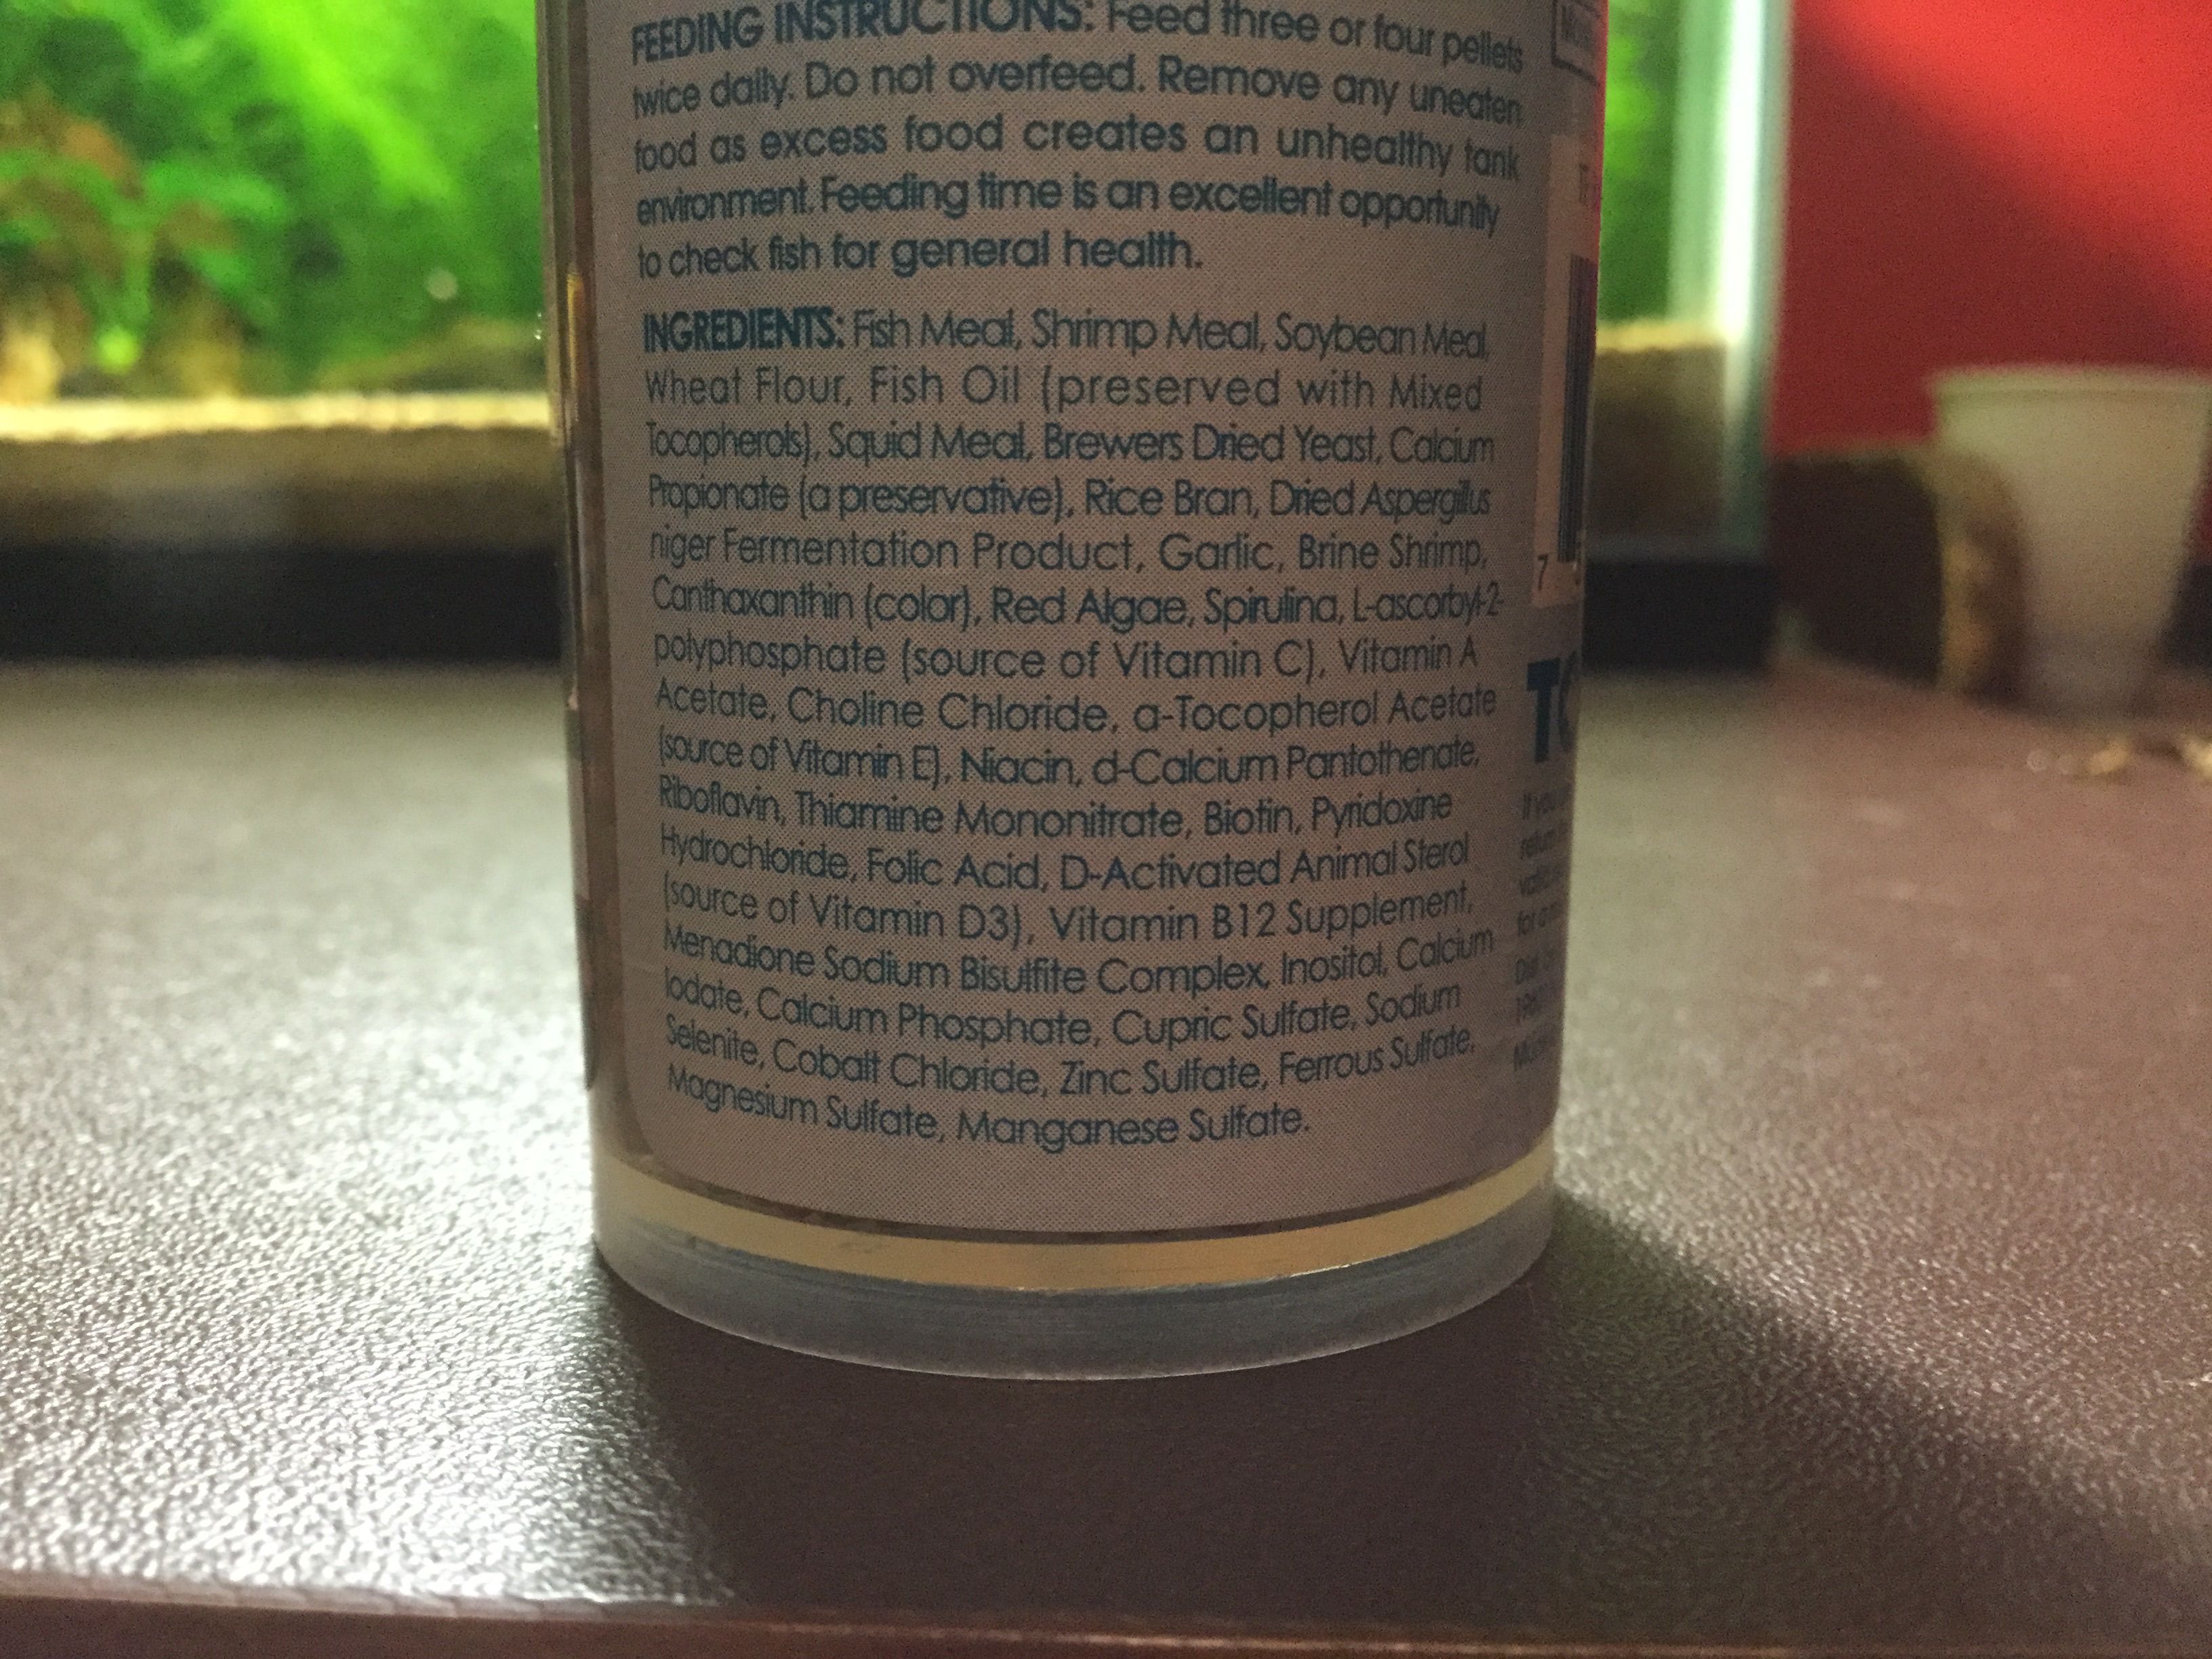 FEEDING INSTRUCTIONS: Feed three or four pellets
twice daily. Do not overfeed. Remove any uneaten
food as excess food creates an unhealthy tank
environment. Feeding time is an excellent opportunity
to check fish for general health.
INGREDIENTS: Fish Meal, Shrimp Meal, Soybean Meal,
Wheat Flour, Fish Oil (preserved with Mixed
Tocopherols), Squid Meal, Brewers Dried Yeast, Calcium
Propionate (a preservative), Rice Bran, Dried Aspergillus
niger Fermentation Product, Garlic, Brine Shrimp,
Canthaxanthin (color), Red Algae, Spirulina, L-ascorbyl-2-
polyphosphate (source of Vitamin C), Vitamin A
Acetate, Choline Chloride, a-Tocopherol Acetate
(source of Vitamin E), Niacin, d-Calcium Pantothenate,
Riboflavin, Thiamine Mononitrate, Biotin, Pyridoxine
Hydrochloride, Folic Acid, D-Activated Animal Sterol
(source of Vitamin D3), Vitamin B12 Supplement,
Menadione Sodium Bisulfite Complex, Inositol, Calcium
Iodate, Calcium Phosphate, Cupric Sulfate, Sodium
Selenite, Cobalt Chloride, Zinc Sulfate, Ferrous Sulfate,
Magnesium Sulfate, Manganese Sulfate.
7